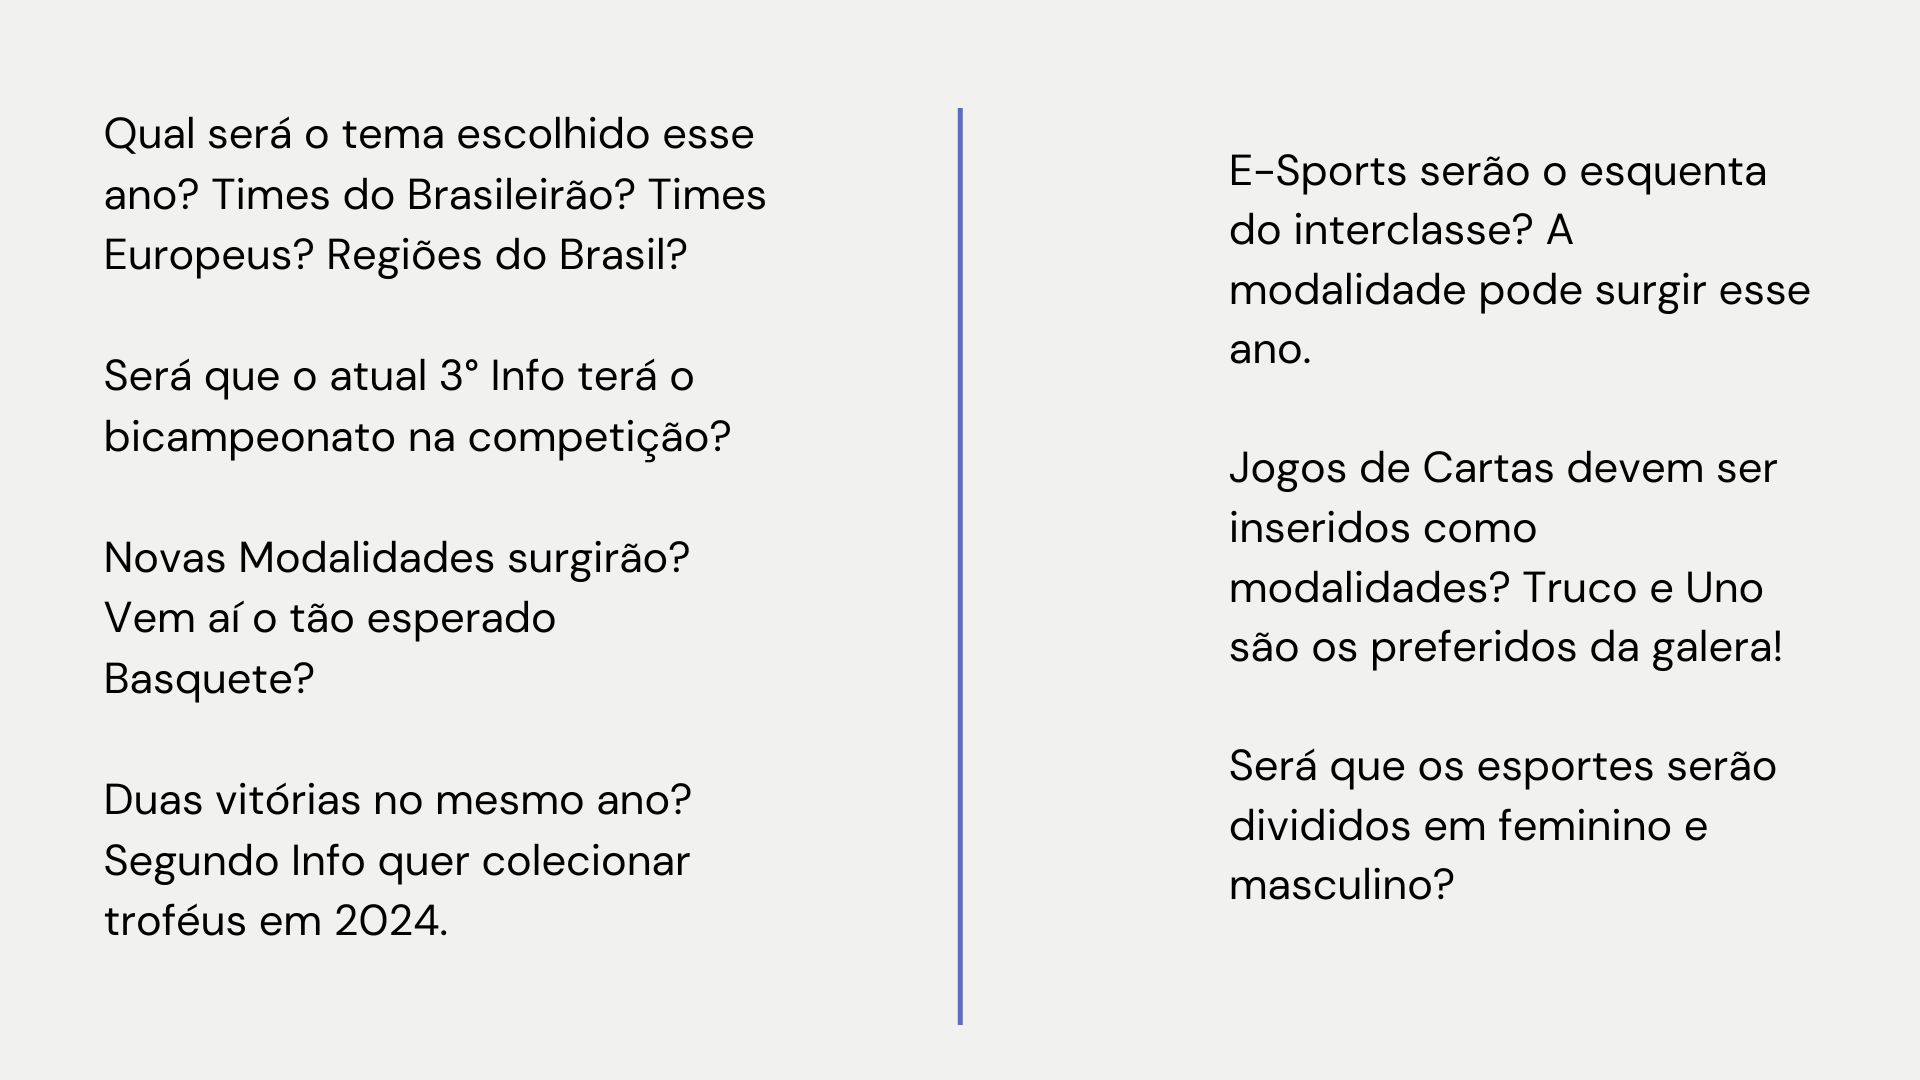 Qual será o tema escolhido esse
ano? Times do Brasileirão? Times
Europeus? Regiões do Brasil?
Será que o atual 3° Info terá o
bicampeonato na competição?
Novas Modalidades surgirão?
Vem aí o tão esperado
Basquete?
Duas vitórias no mesmo ano?
Segundo Info quer colecionar
troféus em 2024.
E-Sports serão o esquenta
do interclasse? A
modalidade pode surgir esse
ano.
Jogos de Cartas devem ser
inseridos como
modalidades? Truco e Uno
são os preferidos da galera!
Será que os esportes serão
divididos em feminino e
masculino?